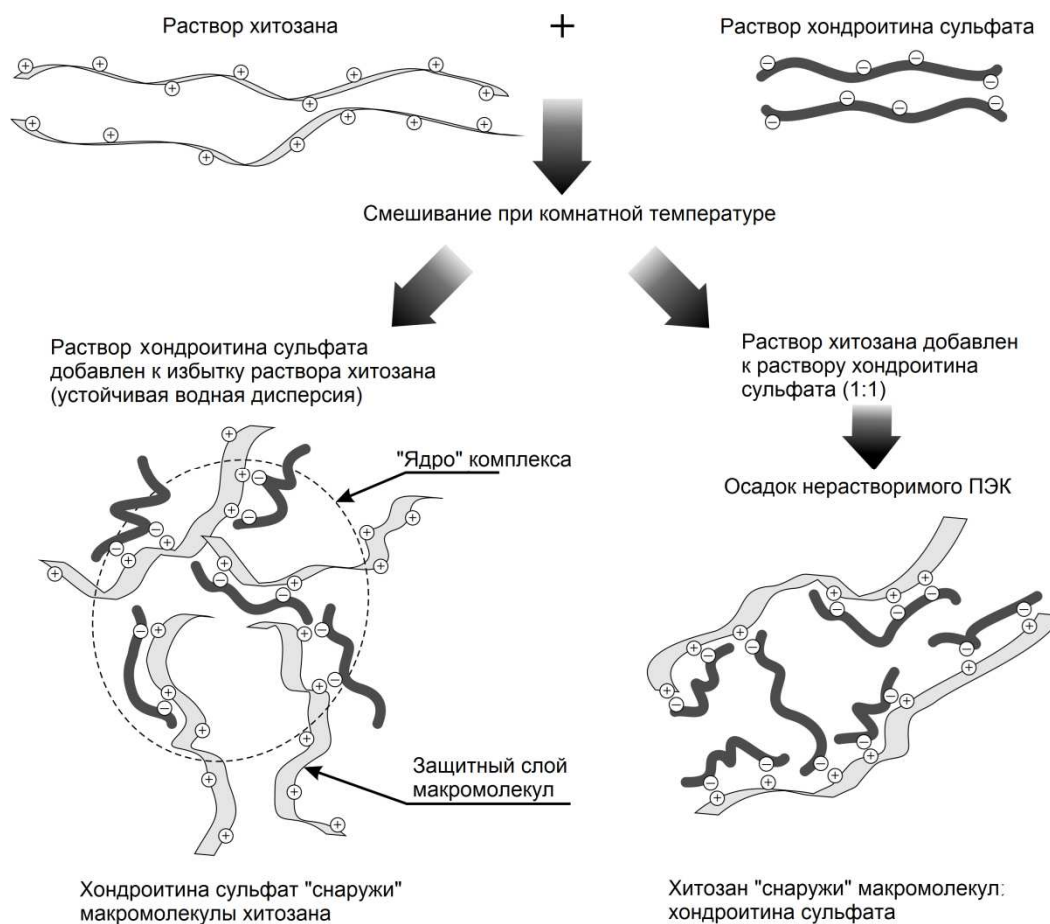 Раствор хитозана
+
Раствор хондроитина сульфата
Смешивание при комнатной температуре
Раствор хондроитина сульфата
добавлен к избытку раствора хитозана
(устойчивая водная дисперсия)
Раствор хитозана добавлен
к раствору хондроитина
сульфата (1:1)
"Ядро" комплекса
Осадок нерастворимого ПЭК
Защитный слой
макромолекул
Хондроитина сульфат "снаружи"
макромолекулы хитозана
Хитозан "снаружи" макромолекул:
хондроитина сульфата